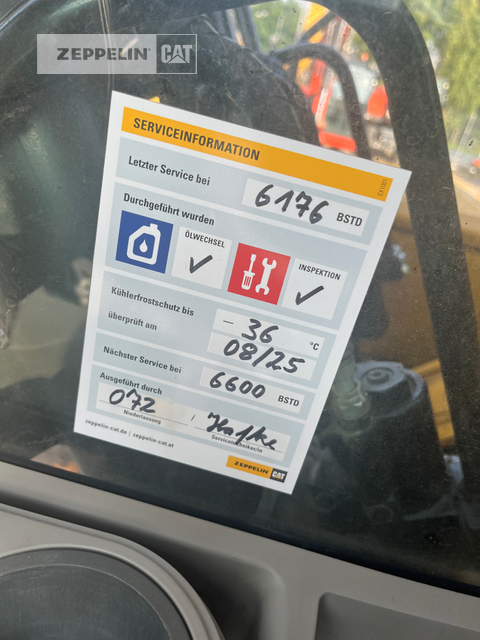 ZEPPELIN CAT
SERVICEINFORMATION
Letzter Service bei
6176 BSTD
Durchgeführt wurden
ÖLWECHSEL
✓
INSPEKTION
✓
Kühlerfrostschutz bis
- 36 °C
überprüft am
08/25
Nächster Service bei
6600 BSTD
Ausgeführt durch
072 /
Niederlassung
Servicetechniker/in
zeppelin-cat.de | zeppelin-cat.at
ZEPPELIN CAT